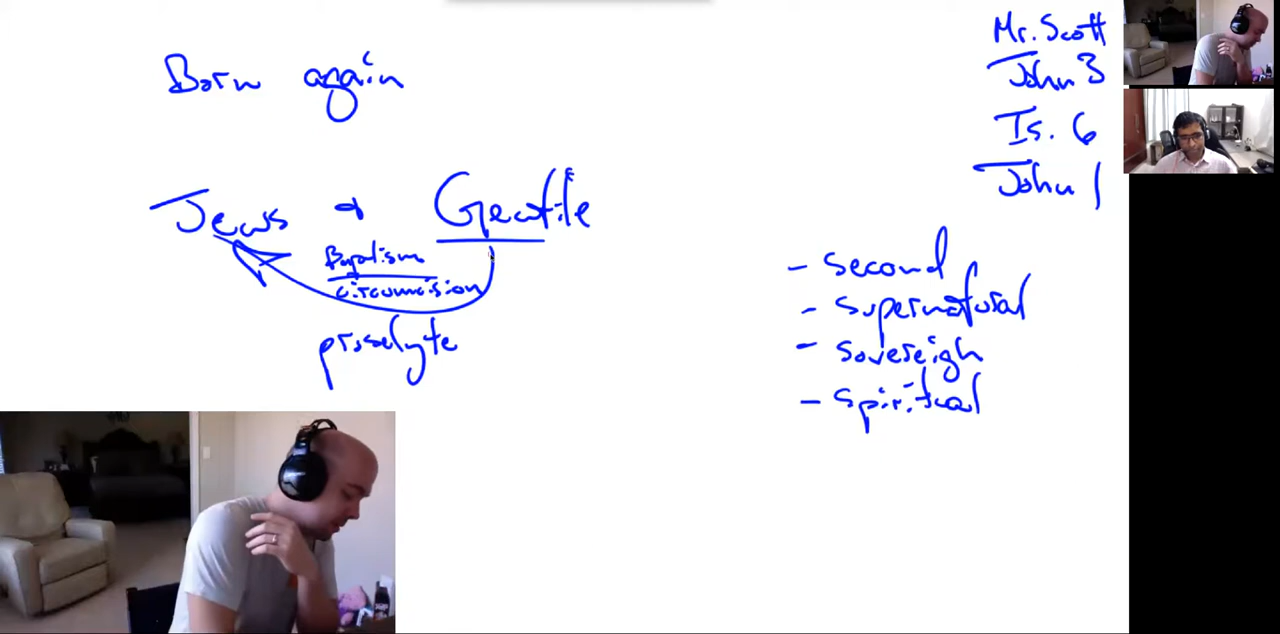 Born again
Mr. Scott
John 3
Is. 6
John 1
Jews & Gentile
Baptism
circumcision
proselyte
- second
- supernatural
- sovereign
- spiritual